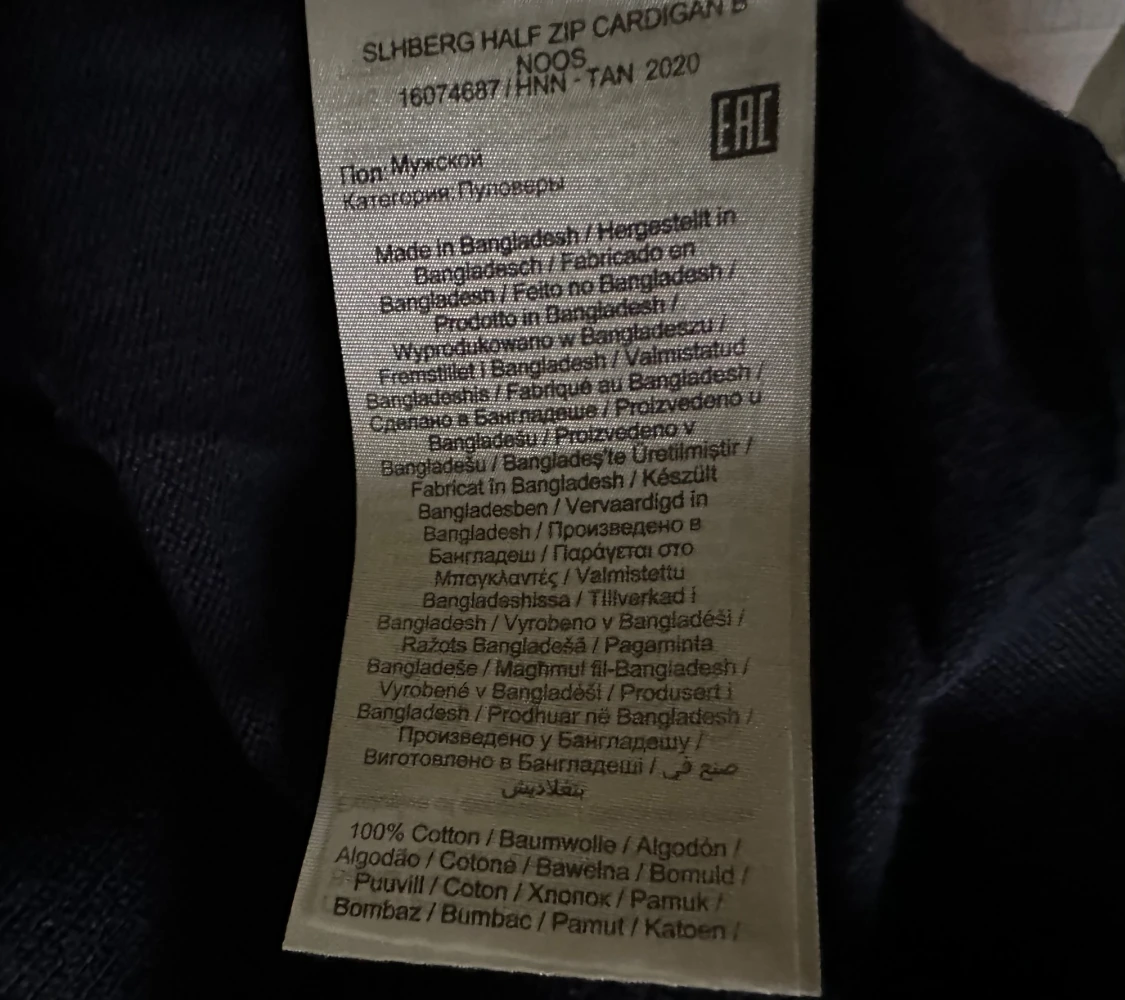 SLHBERG HALF ZIP CARDIGAN B
NOOS
16074687 / HNN - TAN 2020
EAC
Пол: Мужской
Категория: Пуловеры
Made in Bangladesh / Hergestellt in
Bangladesch / Fabricado en
Bangladesh / Feito no Bangladesh /
Prodotto in Bangladesh /
Wyprodukowano w Bangladeszu /
Fremstillet i Bangladesh / Valmistatud
Bangladeshis / Fabriqué au Bangladesh /
Сделано в Бангладеше / Proizvedeno u
Bangladešu / Proizvedeno v
Bangladešu / Bangladeş'te Üretilmiştir /
Fabricat în Bangladesh / Készült
Bangladesben / Vervaardigd in
Bangladesh / Произведено в
Бангладеш / Παράγεται στο
Μπαγκλαντές / Valmistettu
Bangladeshissa / Tillverkad i
Bangladesh / Vyrobeno v Bangladéši /
Ražots Bangladešā / Pagaminta
Bangladeše / Magħmul fil-Bangladesh /
Vyrobené v Bangladéši / Produsert i
Bangladesh / Prodhuar në Bangladesh /
Произведено у Бангладешу /
Виготовлено в Бангладеші / صنع في
بنغلاديش
100% Cotton / Baumwolle / Algodón /
Algodão / Cotone / Bawełna / Bomuld /
Puuvill / Coton / Хлопок / Pamuk /
Bombaž / Bumbac / Pamut / Katoen /